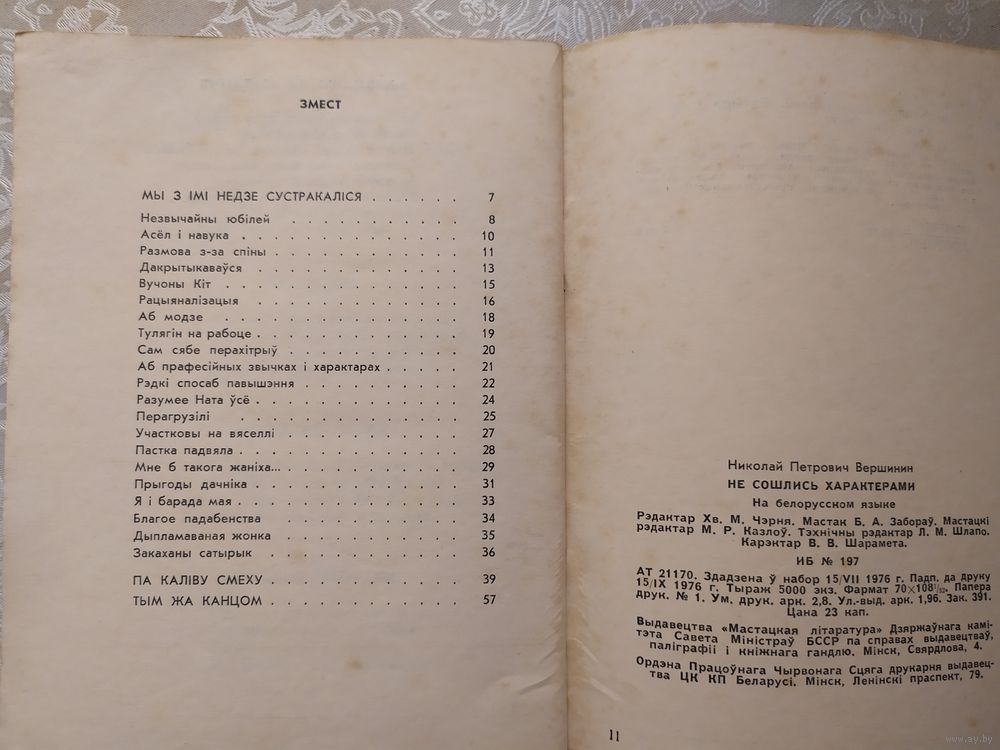 ЗМЕСТ
МЫ З ІМІ НЕДЗЕ СУСТРАКАЛІСЯ . . . . . . 7
Незвычайны юбілей . . . . . . . . . . . 8
Асёл і навука . . . . . . . . . . . . . 10
Размова з-за спіны . . . . . . . . . . . 11
Дакрытыкаваўся . . . . . . . . . . . . 13
Вучоны Кіт . . . . . . . . . . . . . . 15
Рацыяналізацыя . . . . . . . . . . . . 16
Аб модзе . . . . . . . . . . . . . . 18
Тулягін на рабоце . . . . . . . . . . . . 19
Сам сябе перахітрыў . . . . . . . . . . 20
Аб прафесійных звычках і характарах . . . . . 21
Рэдкі спосаб павышэння . . . . . . . . . . 22
Разумее Ната ўсё . . . . . . . . . . . . 24
Перагрузілі . . . . . . . . . . . . . 25
Участковы на вяселлі . . . . . . . . . . 27
Пастка падвяла . . . . . . . . . . . . 28
Мне б такога жаніха... . . . . . . . . . . 29
Прыгоды дачніка . . . . . . . . . . . . 31
Я і барада мая . . . . . . . . . . . . . 33
Благое падабенства . . . . . . . . . . 34
Дыпламаваная жонка . . . . . . . . . . 35
Закаханы сатырык . . . . . . . . . . . 36
ПА КАЛІВУ СМЕХУ . . . . . . . . . . . 39
ТЫМ ЖА КАНЦОМ . . . . . . . . . . . 57
Николай Петрович Вершинин
НЕ СОШЛИСЬ ХАРАКТЕРАМИ
На белорусском языке
Рэдактар Хв. М. Чэрня. Мастак Б. А. Забораў. Мастацкі
рэдактар М. Р. Казлоў. Тэхнічны рэдактар Л. М. Шлапо.
Карэктар В. В. Шарамета.
ИБ № 197
АТ 21170. Здадзена ў набор 15/VII 1976 г. Падп. да друку
15/IX 1976 г. Тыраж 5000 экз. Фармат 70×108¹/₃₂. Папера
друк. № 1. Ум. друк. арк. 2,8. Ул.-выд. арк. 1,96. Зак. 391.
Цана 23 кап.
Выдавецтва «Мастацкая літаратура» Дзяржаўнага камі-
тэта Савета Міністраў БССР па справах выдавецтваў,
паліграфіі і кніжнага гандлю. Мінск, Свярдлова, 4.
Ордэна Працоўнага Чырвонага Сцяга друкарня выдавец-
тва ЦК КП Беларусі. Мінск, Ленінскі праспект, 79.
11
www.ay.by